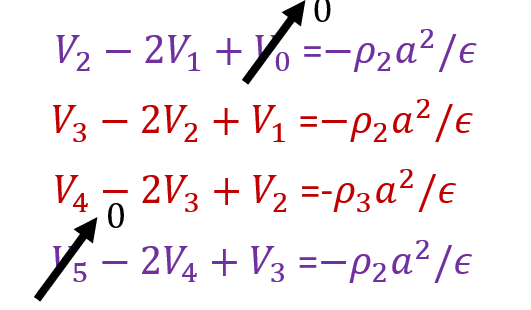 0
V₂ − 2V₁ + V₀ =−ρ₂a²/ϵ
V₃ − 2V₂ + V₁ =−ρ₂a²/ϵ
V₄ − 2V₃ + V₂ =-ρ₃a²/ϵ
0
V₅ − 2V₄ + V₃ =−ρ₂a²/ϵ